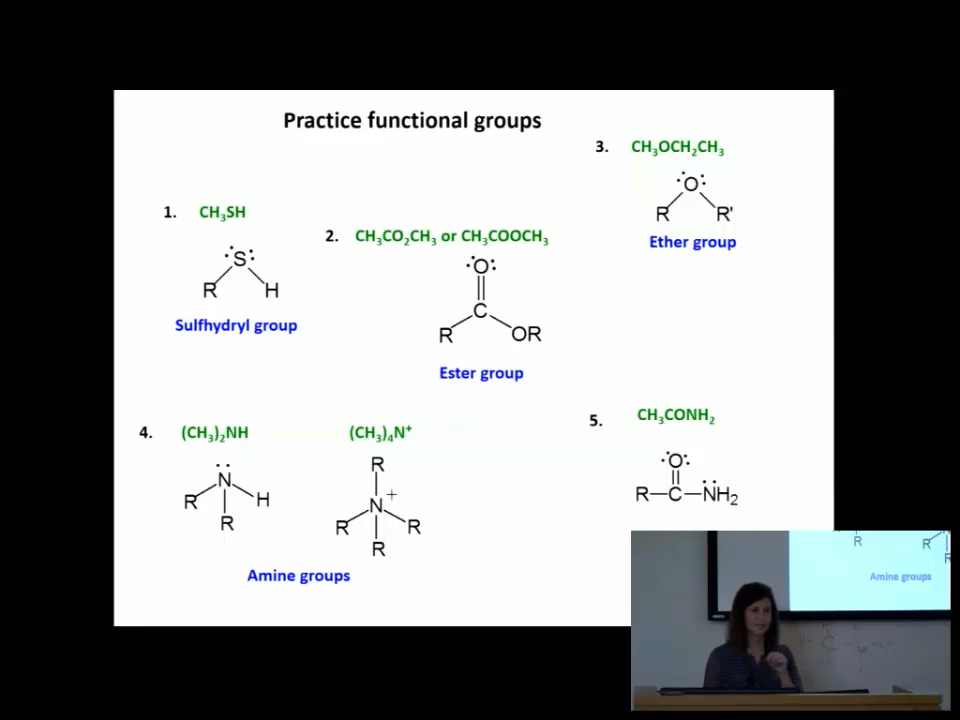 Practice functional groups
1. CH₃SH
:S:
R H
Sulfhydryl group
2. CH₃CO₂CH₃ or CH₃COOCH₃
:O:
C
R OR
Ester group
3. CH₃OCH₂CH₃
:O:
R R'
Ether group
4. (CH₃)₂NH (CH₃)₄N⁺
N
R H
R
R
N +
R R
R
Amine groups
5. CH₃CONH₂
:O:
R—C—NH₂
R R
Amine groups